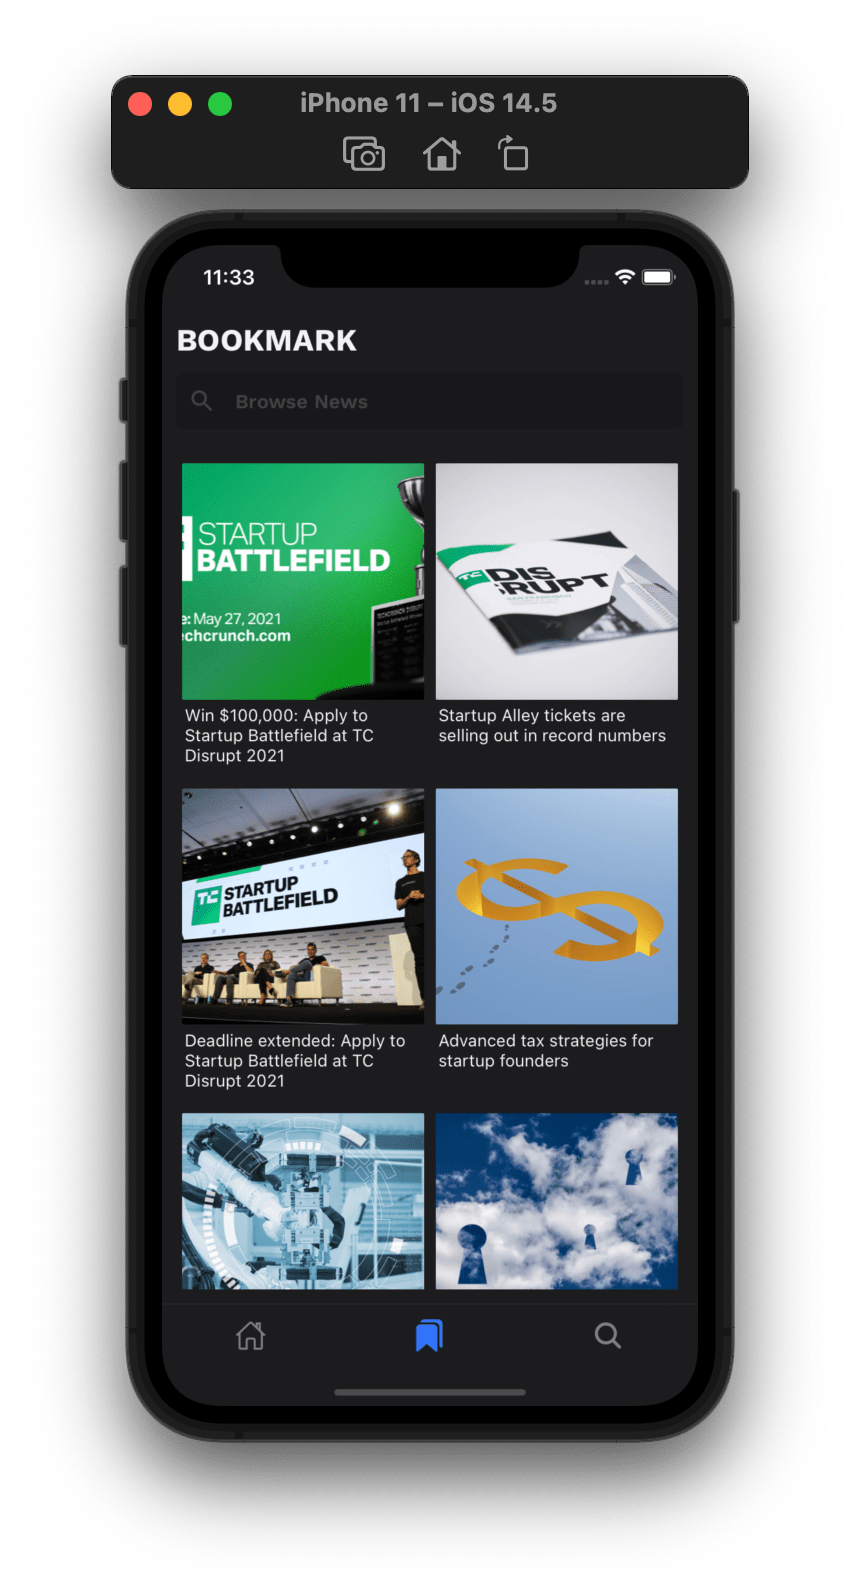 iPhone 11 – iOS 14.5
11:33
BOOKMARK
Browse News
STARTUP
BATTLEFIELD
e: May 27, 2021
echcrunch.com
TECHCRUNCH DISRUPT
TC
DIS
RUPT
Win $100,000: Apply to
Startup Battlefield at TC
Disrupt 2021
Startup Alley tickets are
selling out in record numbers
TC
STARTUP
BATTLEFIELD
Deadline extended: Apply to
Startup Battlefield at TC
Disrupt 2021
Advanced tax strategies for
startup founders